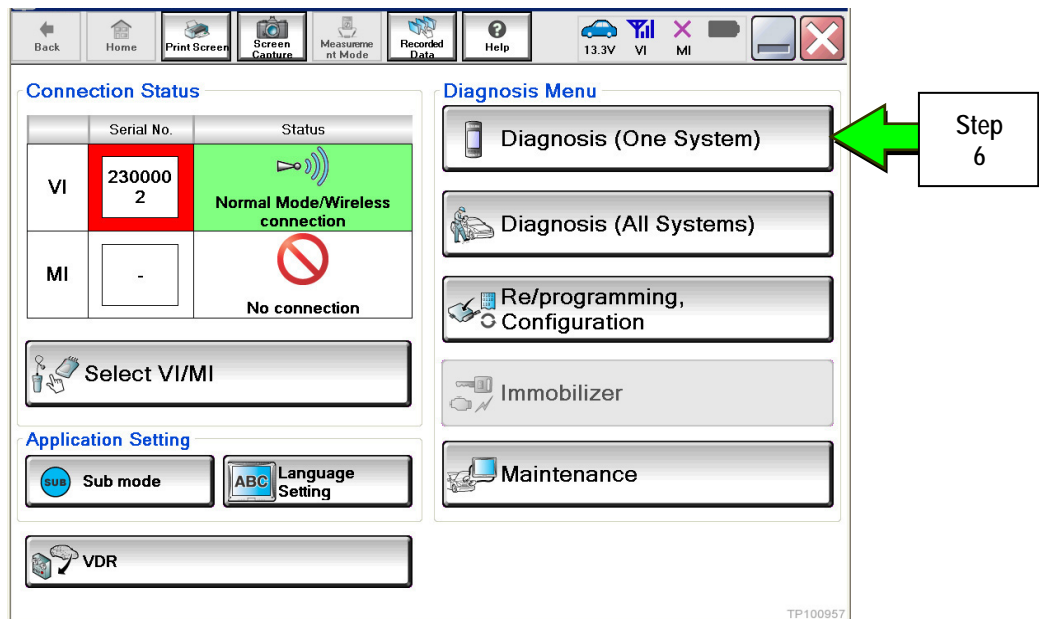 Back
Home
Print Screen
Screen
Capture
Measureme
nt Mode
Recorded
Data
?
Help
13.3V
VI
MI
Connection Status
Serial No.
Status
VI
230000
2
Normal Mode/Wireless
connection
MI
-
No connection
Select VI/MI
Application Setting
SUB
Sub mode
ABC
Language
Setting
VDR
Diagnosis Menu
Diagnosis (One System)
Diagnosis (All Systems)
Re/programming,
Configuration
Immobilizer
Maintenance
Step
6
TP100957